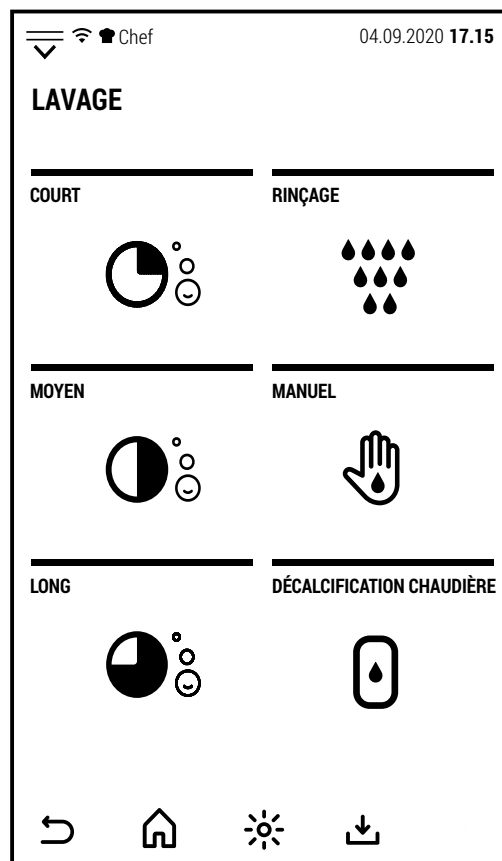 Chef 04.09.2020 17.15
LAVAGE
COURT RINÇAGE
MOYEN MANUEL
LONG DÉCALCIFICATION CHAUDIÈRE